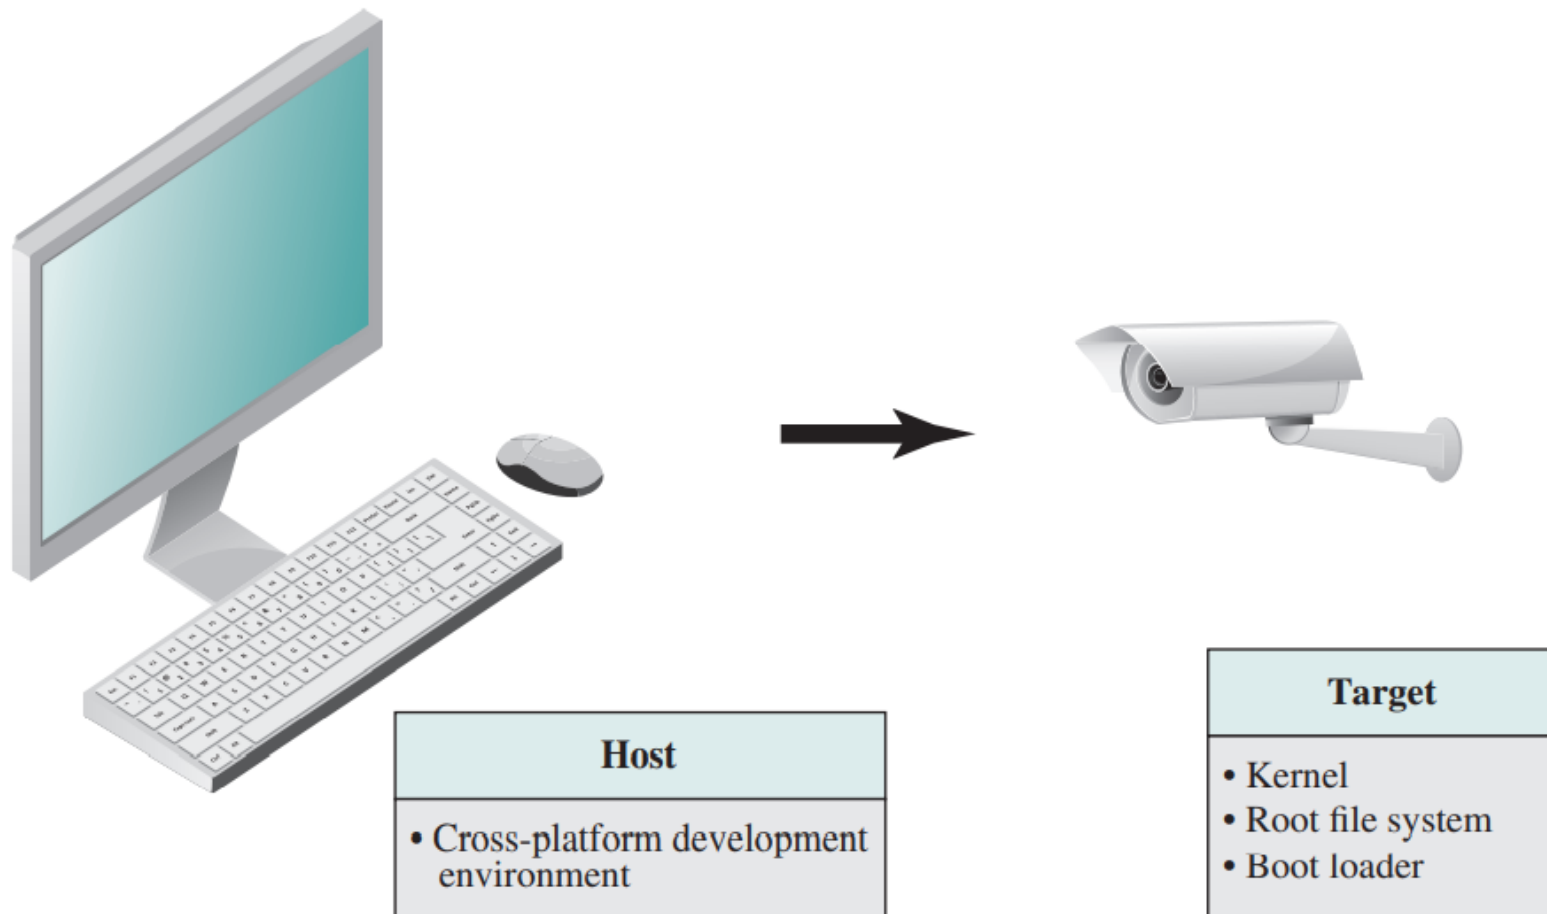 Host
• Cross-platform development
environment
Target
• Kernel
• Root file system
• Boot loader